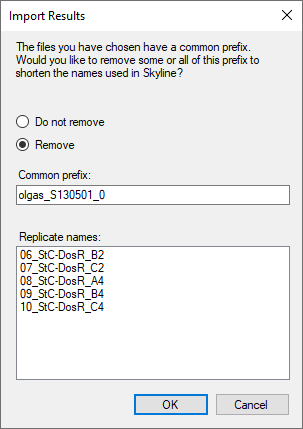 Import Results
The files you have chosen have a common prefix.
Would you like to remove some or all of this prefix to
shorten the names used in Skyline?
Do not remove
Remove
Common prefix:
olgas_S130501_0
Replicate names:
06_StC-DosR_B2
07_StC-DosR_C2
08_StC-DosR_A4
09_StC-DosR_B4
10_StC-DosR_C4
OK
Cancel